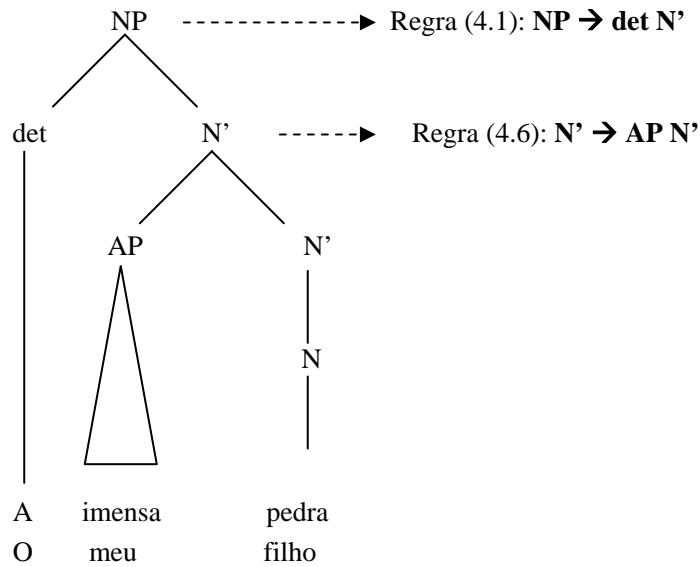 NP Regra (4.1): NP → det N’
det N’ Regra (4.6): N’ → AP N’
AP N’
N
A imensa pedra
O meu filho